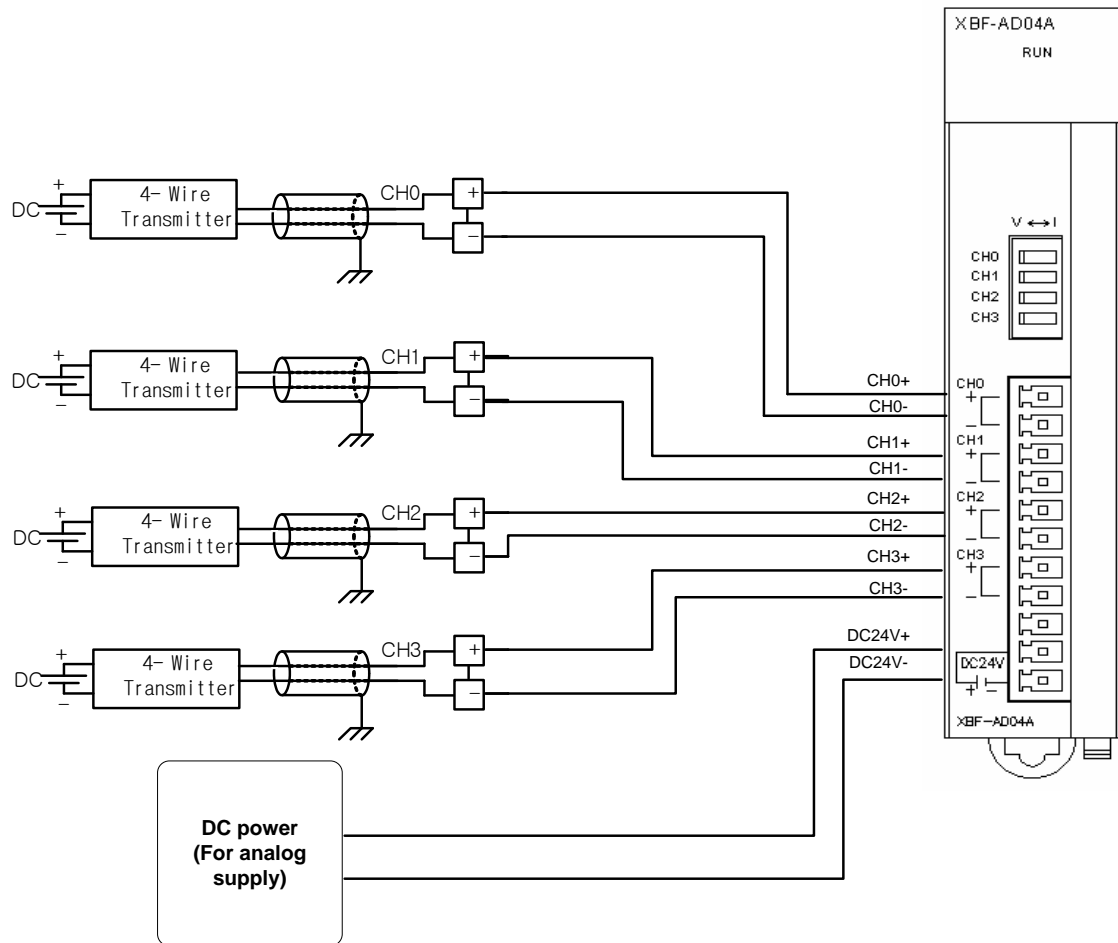 XBF-AD04A
RUN
V ↔ I
CH0
CH1
CH2
CH3
+
DC
−
4- Wire
Transmitter
CH0
+
−
+
DC
−
4- Wire
Transmitter
CH1
+
−
+
DC
−
4- Wire
Transmitter
CH2
+
−
+
DC
−
4- Wire
Transmitter
CH3
+
−
CH0+
CH0-
CH1+
CH1-
CH2+
CH2-
CH3+
CH3-
DC24V+
DC24V-
CH0
+
−
CH1
+
−
CH2
+
−
CH3
+
−
DC24V
+ −
XBF-AD04A
DC power
(For analog
supply)